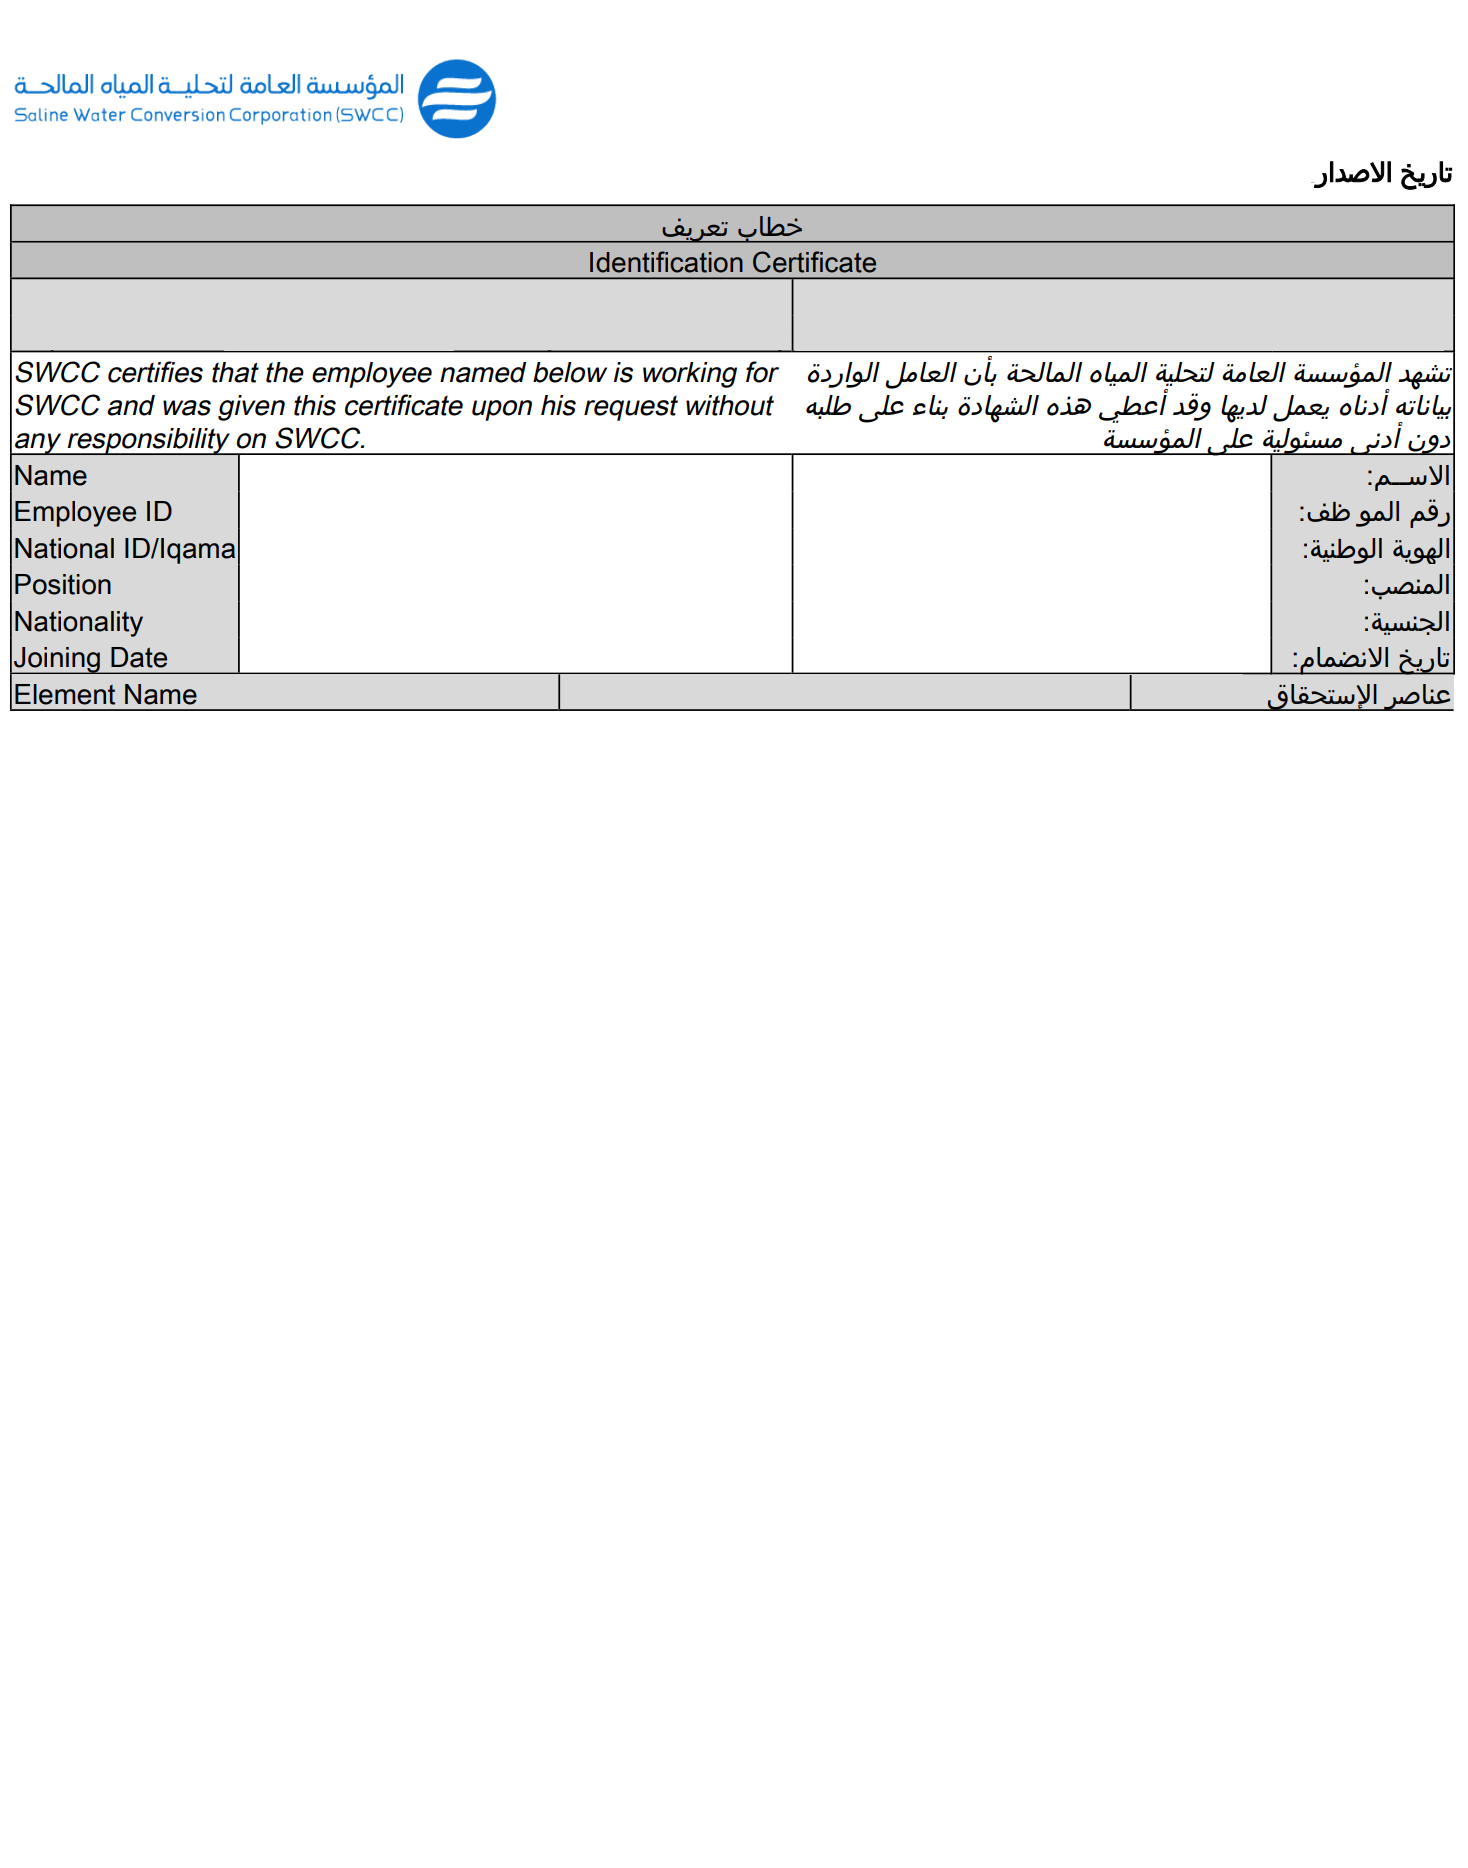 المؤسسة العامة لتحلية المياه المالحة
Saline Water Conversion Corporation (SWCC)
تاريخ الاصدار
خطاب تعريف
Identification Certificate
SWCC certifies that the employee named below is working for
SWCC and was given this certificate upon his request without
any responsibility on SWCC.
تشهد المؤسسة العامة لتحلية المياه المالحة بأن العامل الواردة
بياناته أدناه يعمل لديها وقد أعطي هذه الشهادة بناء على طلبه
دون أدنى مسئولية على المؤسسة
Name
الاســم:
Employee ID
رقم المو ظف:
National ID/Iqama
الهوية الوطنية:
Position
المنصب:
Nationality
الجنسية:
Joining Date
تاريخ الانضمام:
Element Name
عناصر الإستحقاق